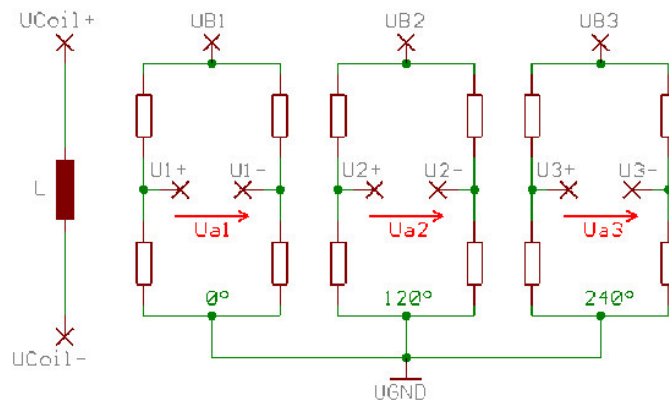 UCoil+ UB1 UB2 UB3
U1+ U1- U2+ U2- U3+ U3-
L
Ua1 Ua2 Ua3
0° 120° 240°
UCoil-
UGND